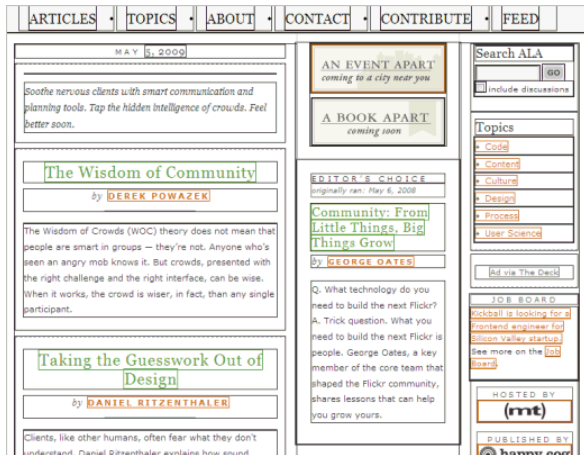 ARTICLES • TOPICS • ABOUT • CONTACT • CONTRIBUTE • FEED
MAY 5, 2009
Soothe nervous clients with smart communication and
planning tools. Tap the hidden intelligence of crowds. Feel
better soon.
The Wisdom of Community
by DEREK POWAZEK
The Wisdom of Crowds (WOC) theory does not mean that
people are smart in groups — they're not. Anyone who's
seen an angry mob knows it. But crowds, presented with
the right challenge and the right interface, can be wise.
When it works, the crowd is wiser, in fact, than any single
participant.
Taking the Guesswork Out of
Design
by DANIEL RITZENTHALER
Clients, like other humans, often fear what they don't
understand. Daniel Ritzenthaler explains how sound
AN EVENT APART
coming to a city near you
A BOOK APART
coming soon
EDITOR'S CHOICE
originally ran: May 6, 2008
Community: From
Little Things, Big
Things Grow
by GEORGE OATES
Q. What technology do you
need to build the next Flickr?
A. Trick question. What you
need to build the next Flickr is
people. George Oates, a key
member of the core team that
shaped the Flickr community,
shares lessons that can help
you grow yours.
Search ALA
GO
include discussions
Topics
• Code
• Content
• Culture
• Design
• Process
• User Science
Ad via The Deck
JOB BOARD
Kickball is looking for a
Frontend engineer for
Silicon Valley startup.
See more on the Job
Board.
HOSTED BY
(mt)
PUBLISHED BY
happy cog